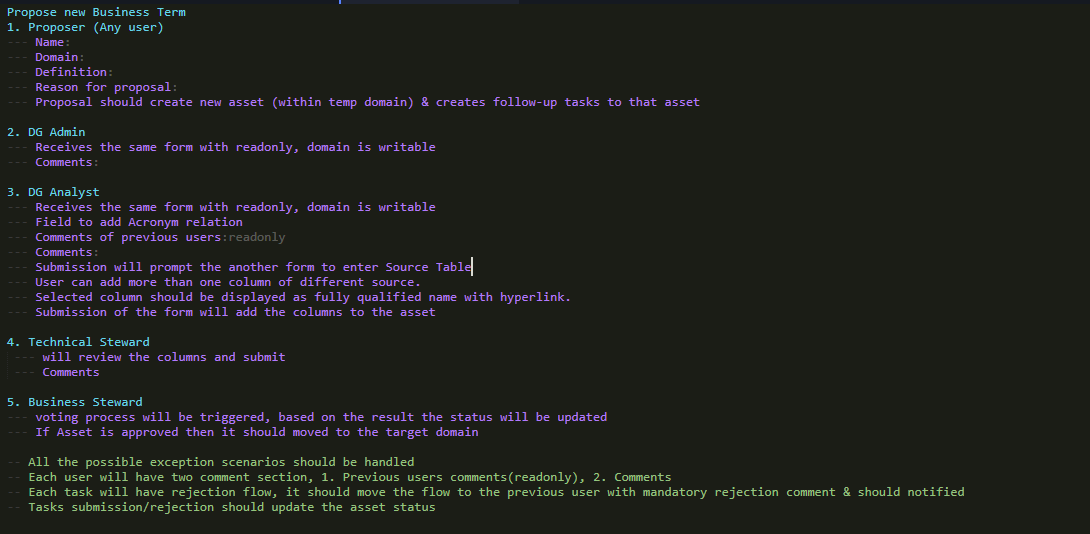 Propose new Business Term
1. Proposer (Any user)
--- Name:
--- Domain:
--- Definition:
--- Reason for proposal:
--- Proposal should create new asset (within temp domain) & creates follow-up tasks to that asset
2. DG Admin
--- Receives the same form with readonly, domain is writable
--- Comments:
3. DG Analyst
--- Receives the same form with readonly, domain is writable
--- Field to add Acronym relation
--- Comments of previous users:readonly
--- Comments:
--- Submission will prompt the another form to enter Source Table
--- User can add more than one column of different source.
--- Selected column should be displayed as fully qualified name with hyperlink.
--- Submission of the form will add the columns to the asset
4. Technical Steward
--- will review the columns and submit
--- Comments
5. Business Steward
--- voting process will be triggered, based on the result the status will be updated
--- If Asset is approved then it should moved to the target domain
-- All the possible exception scenarios should be handled
-- Each user will have two comment section, 1. Previous users comments(readonly), 2. Comments
-- Each task will have rejection flow, it should move the flow to the previous user with mandatory rejection comment & should notified
-- Tasks submission/rejection should update the asset status